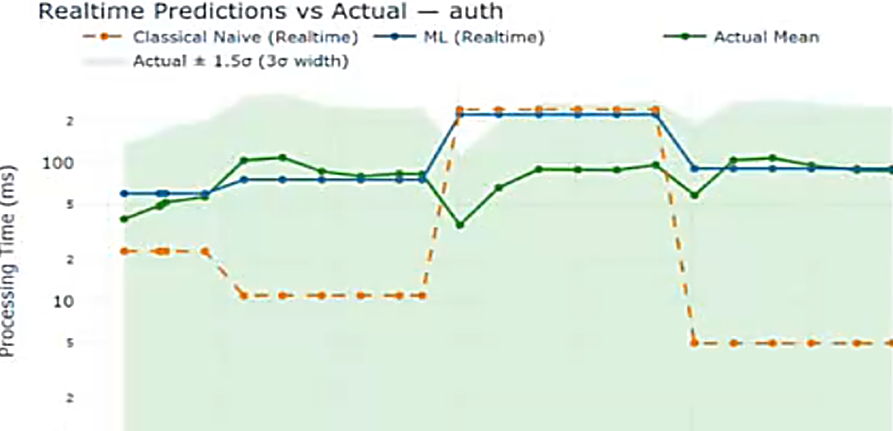 Realtime Predictions vs Actual — auth
Classical Naive (Realtime) ML (Realtime) Actual Mean
Actual ± 1.5σ (3σ width)
Processing Time (ms)
2
100
5
2
10
5
2